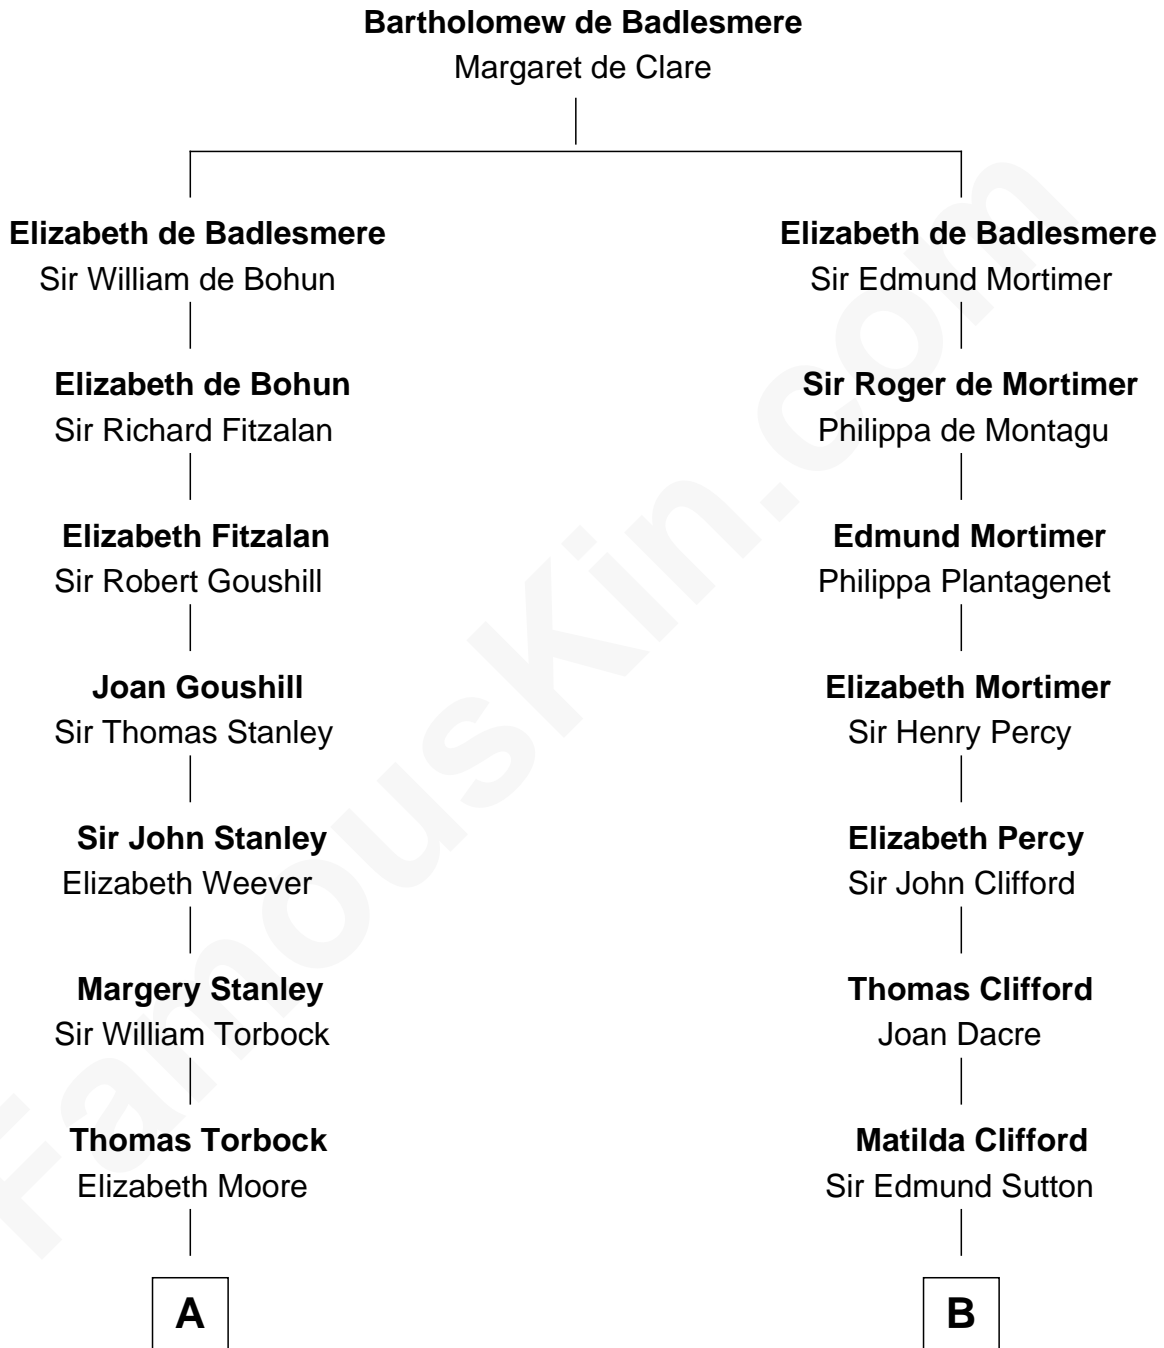 Bartholomew de Badlesmere
Margaret de Clare
Elizabeth de Badlesmere
Sir William de Bohun
Elizabeth de Badlesmere
Sir Edmund Mortimer
Elizabeth de Bohun
Sir Richard Fitzalan
Sir Roger de Mortimer
Philippa de Montagu
Elizabeth Fitzalan
Sir Robert Goushill
Edmund Mortimer
Philippa Plantagenet
Joan Goushill
Sir Thomas Stanley
Elizabeth Mortimer
Sir Henry Percy
Sir John Stanley
Elizabeth Weever
Elizabeth Percy
Sir John Clifford
Margery Stanley
Sir William Torbock
Thomas Clifford
Joan Dacre
Thomas Torbock
Elizabeth Moore
Matilda Clifford
Sir Edmund Sutton
A
B
FamousKin.com